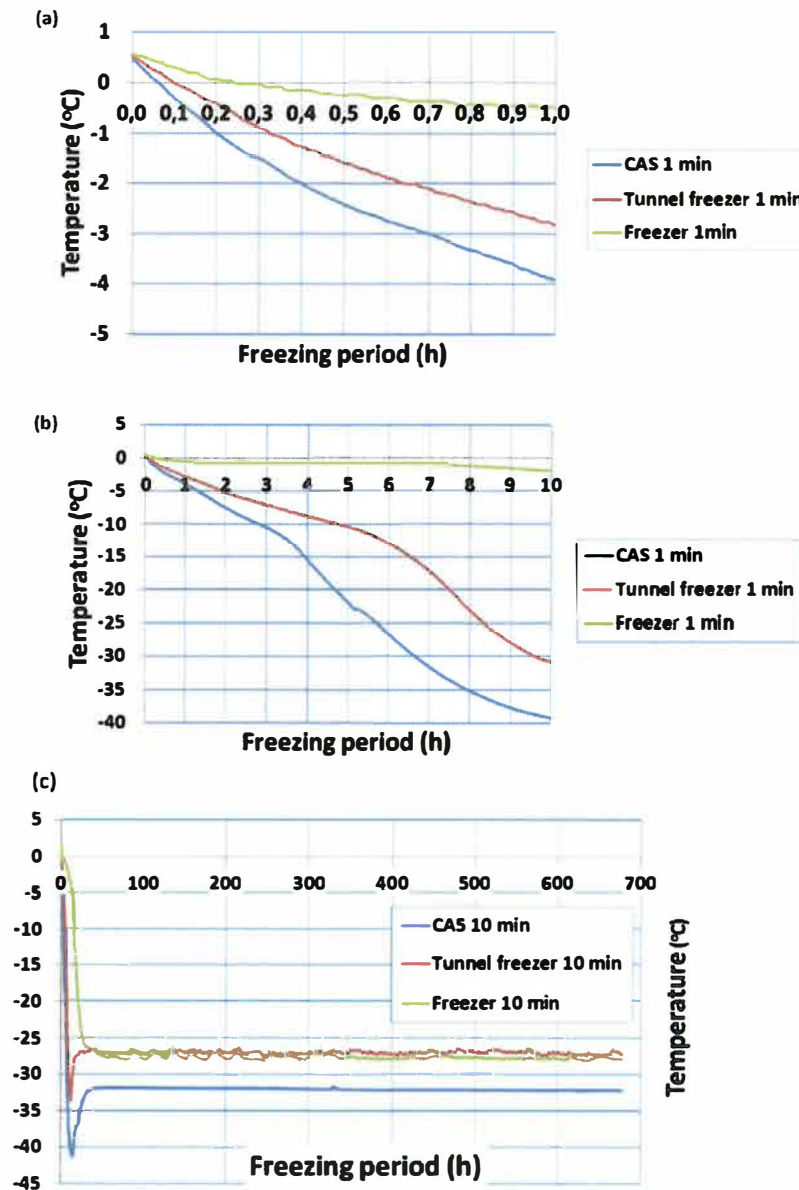 (a)
1
0
-1
-2
-3
-4
-5
0,0 0,1 0,2 0,3 0,4 0,5 0,6 0,7 0,8 0,9 1,0
Temperature (°C)
Freezing period (h)
CAS 1 min
Tunnel freezer 1 min
Freezer 1min
(b)
5
0
-5
-10
-15
-20
-25
-30
-35
-40
0 1 2 3 4 5 6 7 8 9 10
Temperature (°C)
Freezing period (h)
CAS 1 min
Tunnel freezer 1 min
Freezer 1 min
(c)
5
0
-5
-10
-15
-20
-25
-30
-35
-40
-45
0 100 200 300 400 500 600 700
CAS 10 min
Tunnel freezer 10 min
Freezer 10 min
Temperature (°C)
Freezing period (h)